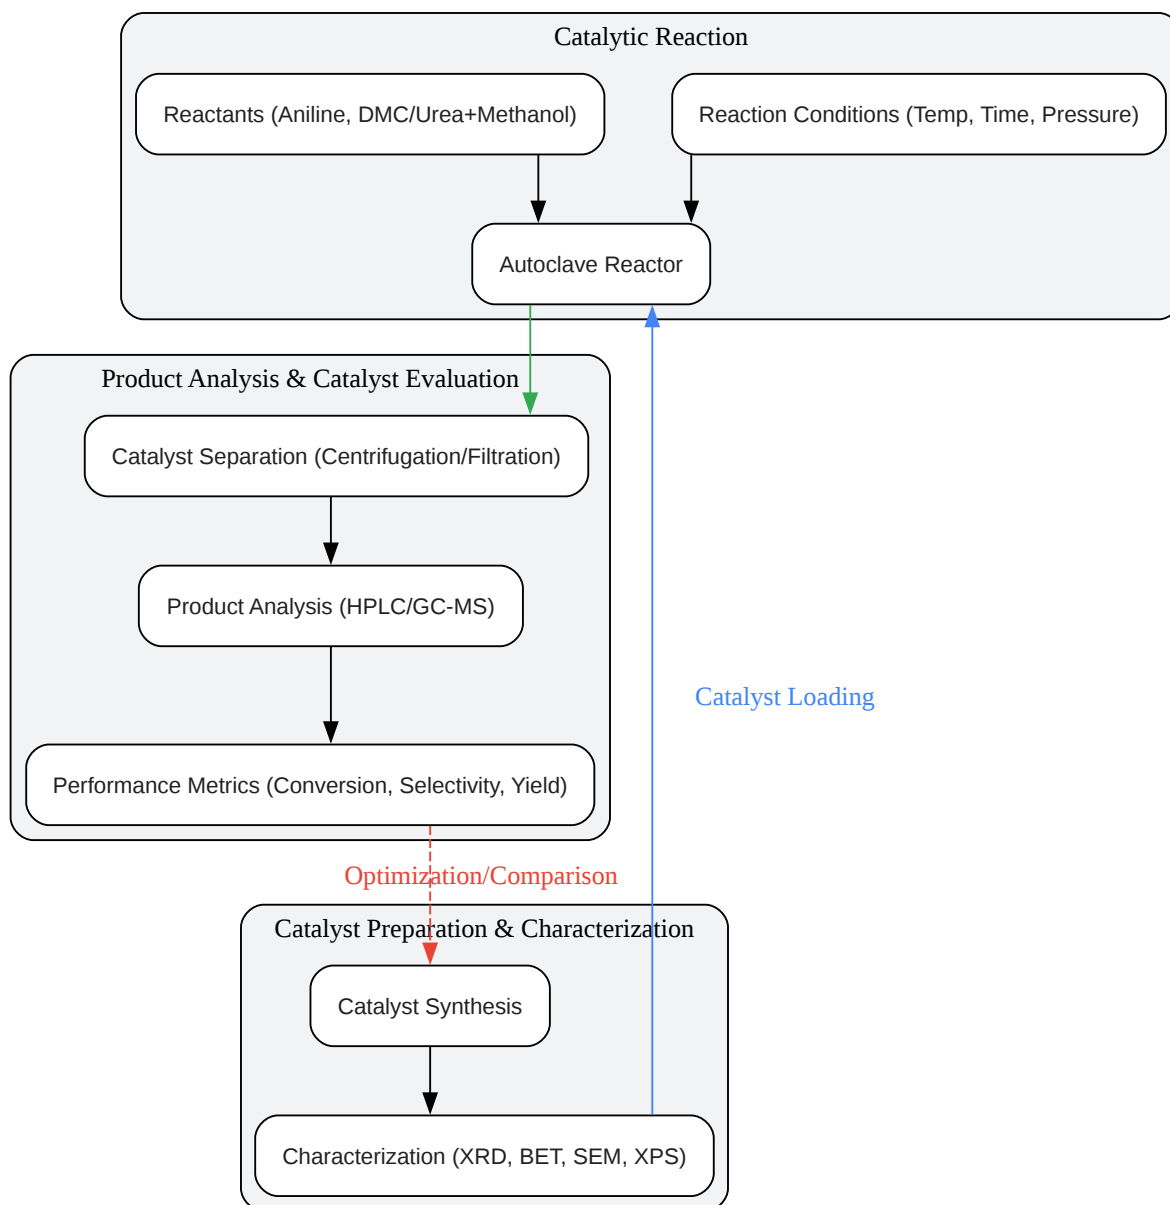 Catalytic Reaction
Reactants (Aniline, DMC/Urea+Methanol)
Reaction Conditions (Temp, Time, Pressure)
Autoclave Reactor
Product Analysis & Catalyst Evaluation
Catalyst Separation (Centrifugation/Filtration)
Product Analysis (HPLC/GC-MS)
Catalyst Loading
Performance Metrics (Conversion, Selectivity, Yield)
Optimization/Comparison
Catalyst Preparation & Characterization
Catalyst Synthesis
Characterization (XRD, BET, SEM, XPS)